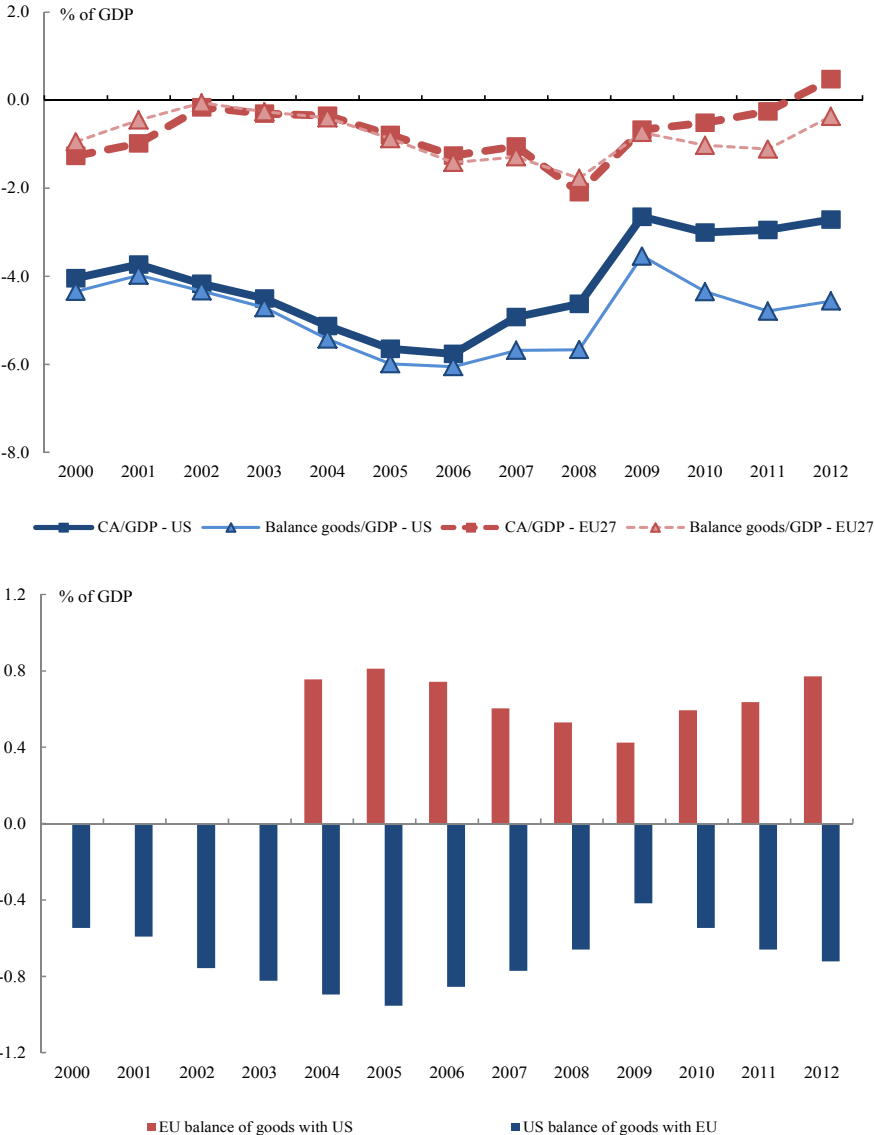 2.0
% of GDP
0.0
-2.0
-4.0
-6.0
-8.0
2000 2001 2002 2003 2004 2005 2006 2007 2008 2009 2010 2011 2012
CA/GDP - US Balance goods/GDP - US CA/GDP - EU27 Balance goods/GDP - EU27
1.2
% of GDP
0.8
0.4
0.0
-0.4
-0.8
-1.2
2000 2001 2002 2003 2004 2005 2006 2007 2008 2009 2010 2011 2012
EU balance of goods with US US balance of goods with EU